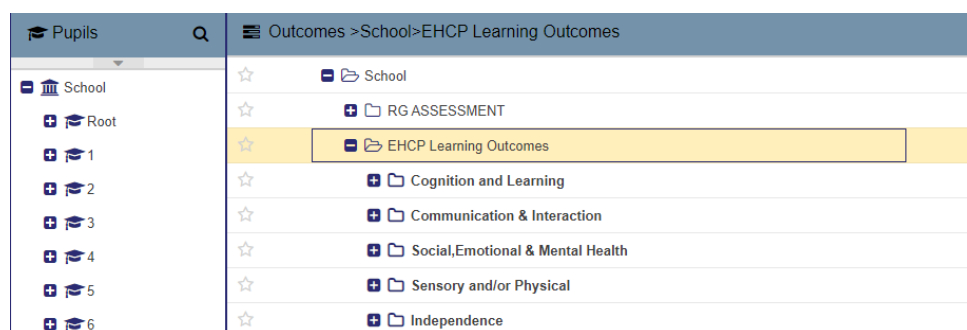 Pupils
School
Root
1
2
3
4
5
6
Outcomes >School>EHCP Learning Outcomes
School
RG ASSESSMENT
EHCP Learning Outcomes
Cognition and Learning
Communication & Interaction
Social,Emotional & Mental Health
Sensory and/or Physical
Independence